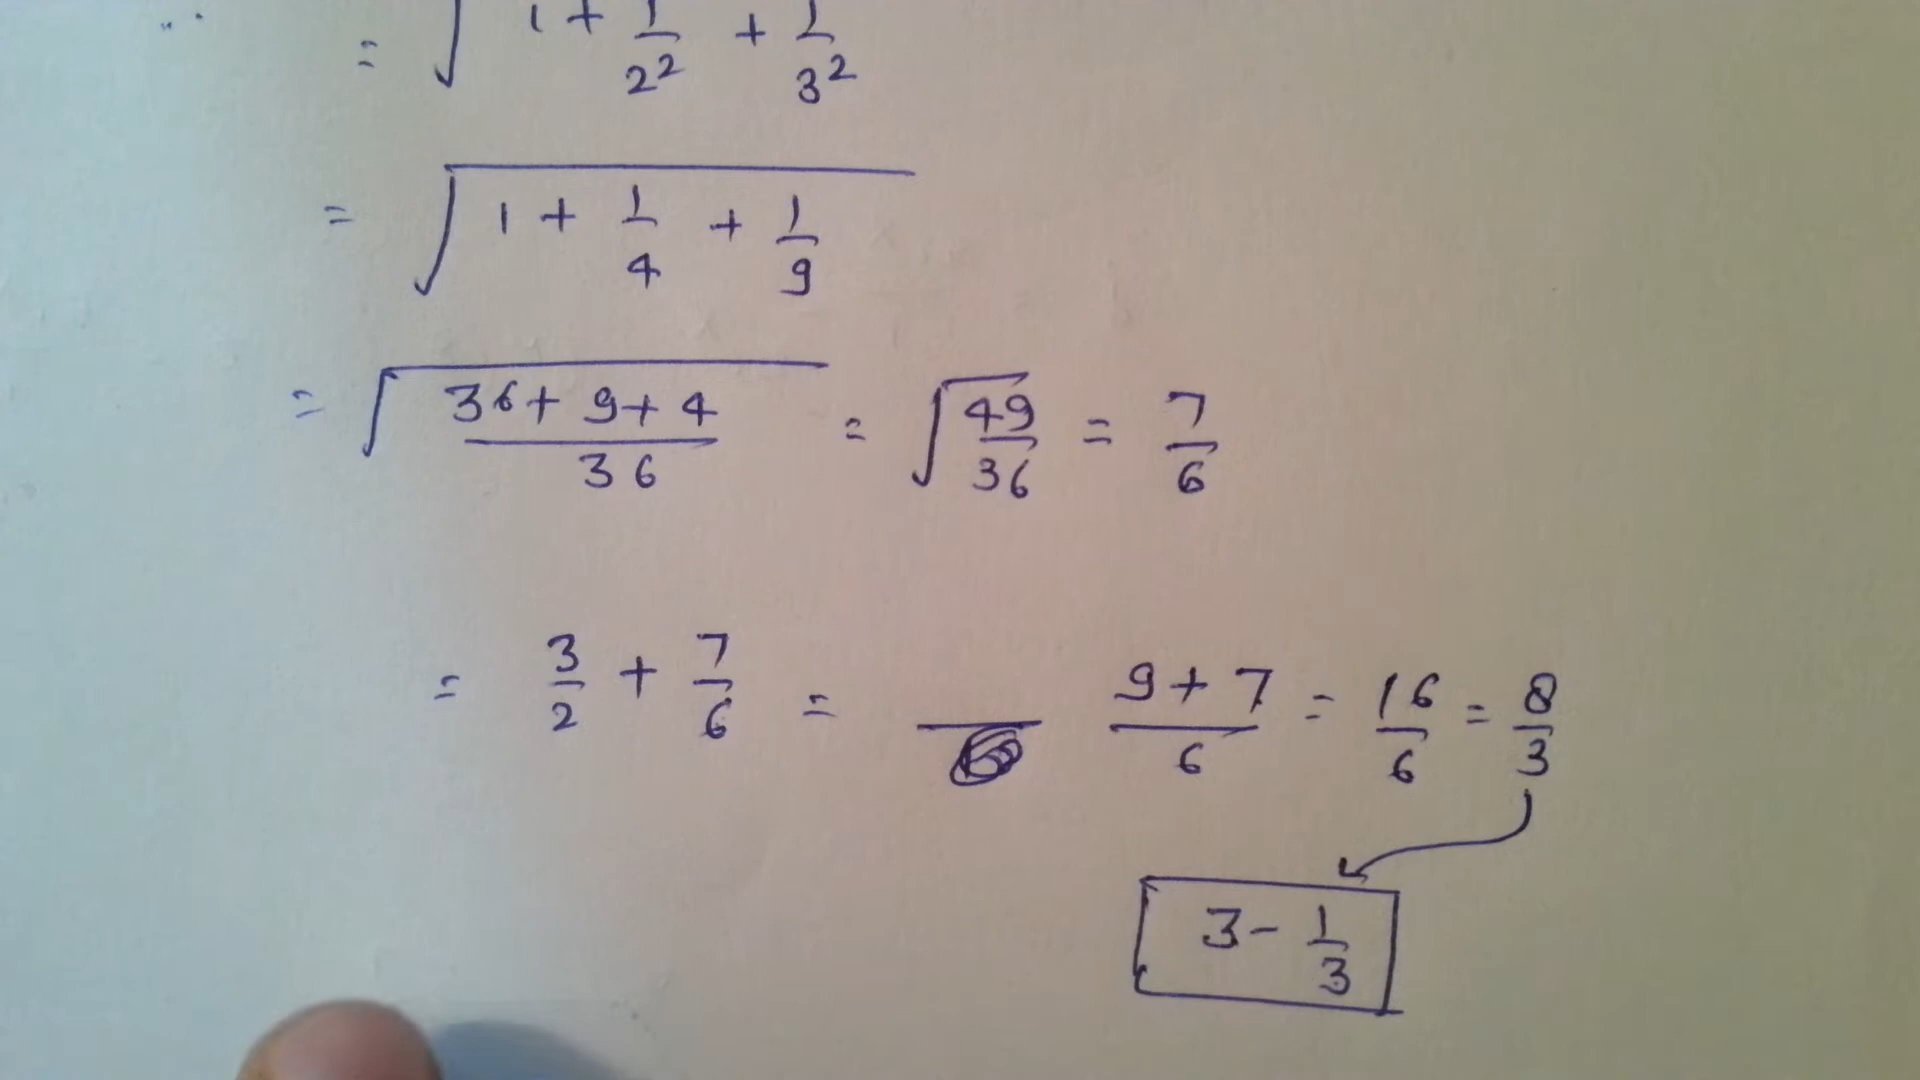 = √(1 + 1/2² + 1/3²)
= √(1 + 1/4 + 1/9)
= √((36 + 9 + 4)/36) = √(49/36) = 7/6
= 3/2 + 7/6 = (9 + 7)/6 = 16/6 = 8/3
3 - 1/3